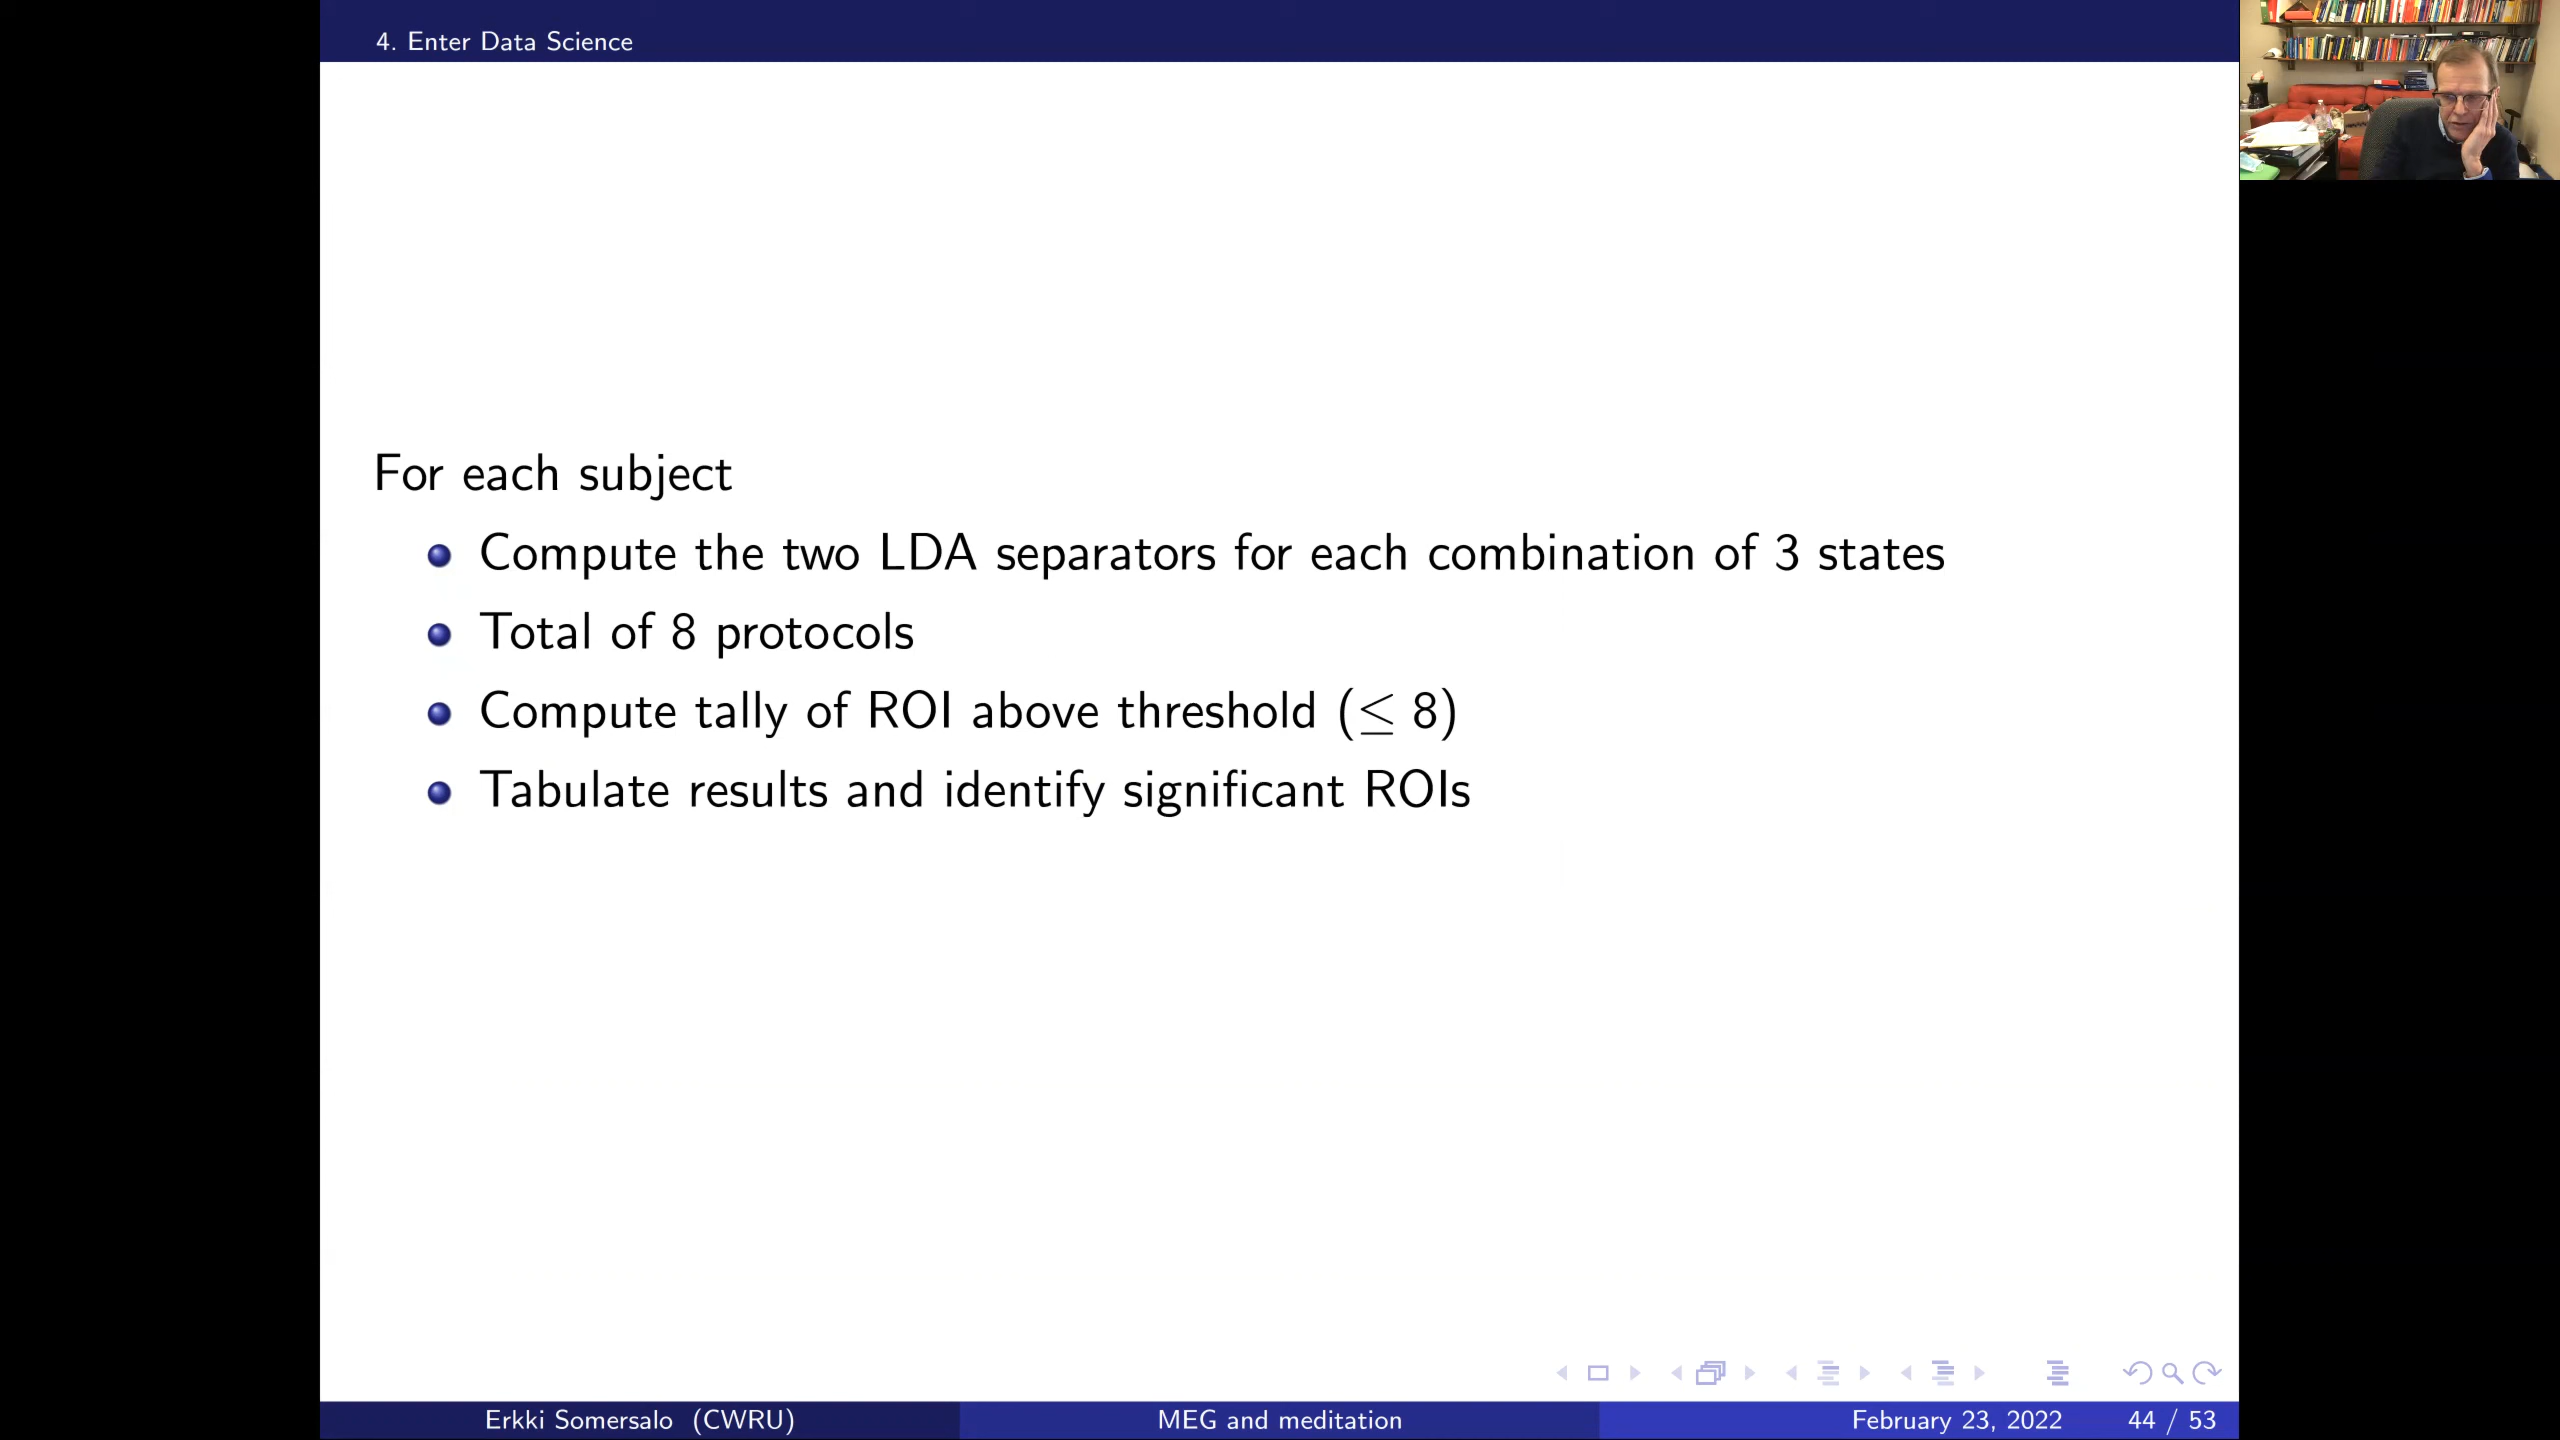 4. Enter Data Science
For each subject
Compute the two LDA separators for each combination of 3 states
Total of 8 protocols
Compute tally of ROI above threshold (≤ 8)
Tabulate results and identify significant ROIs
Erkki Somersalo (CWRU)
MEG and meditation
February 23, 2022
44 / 53